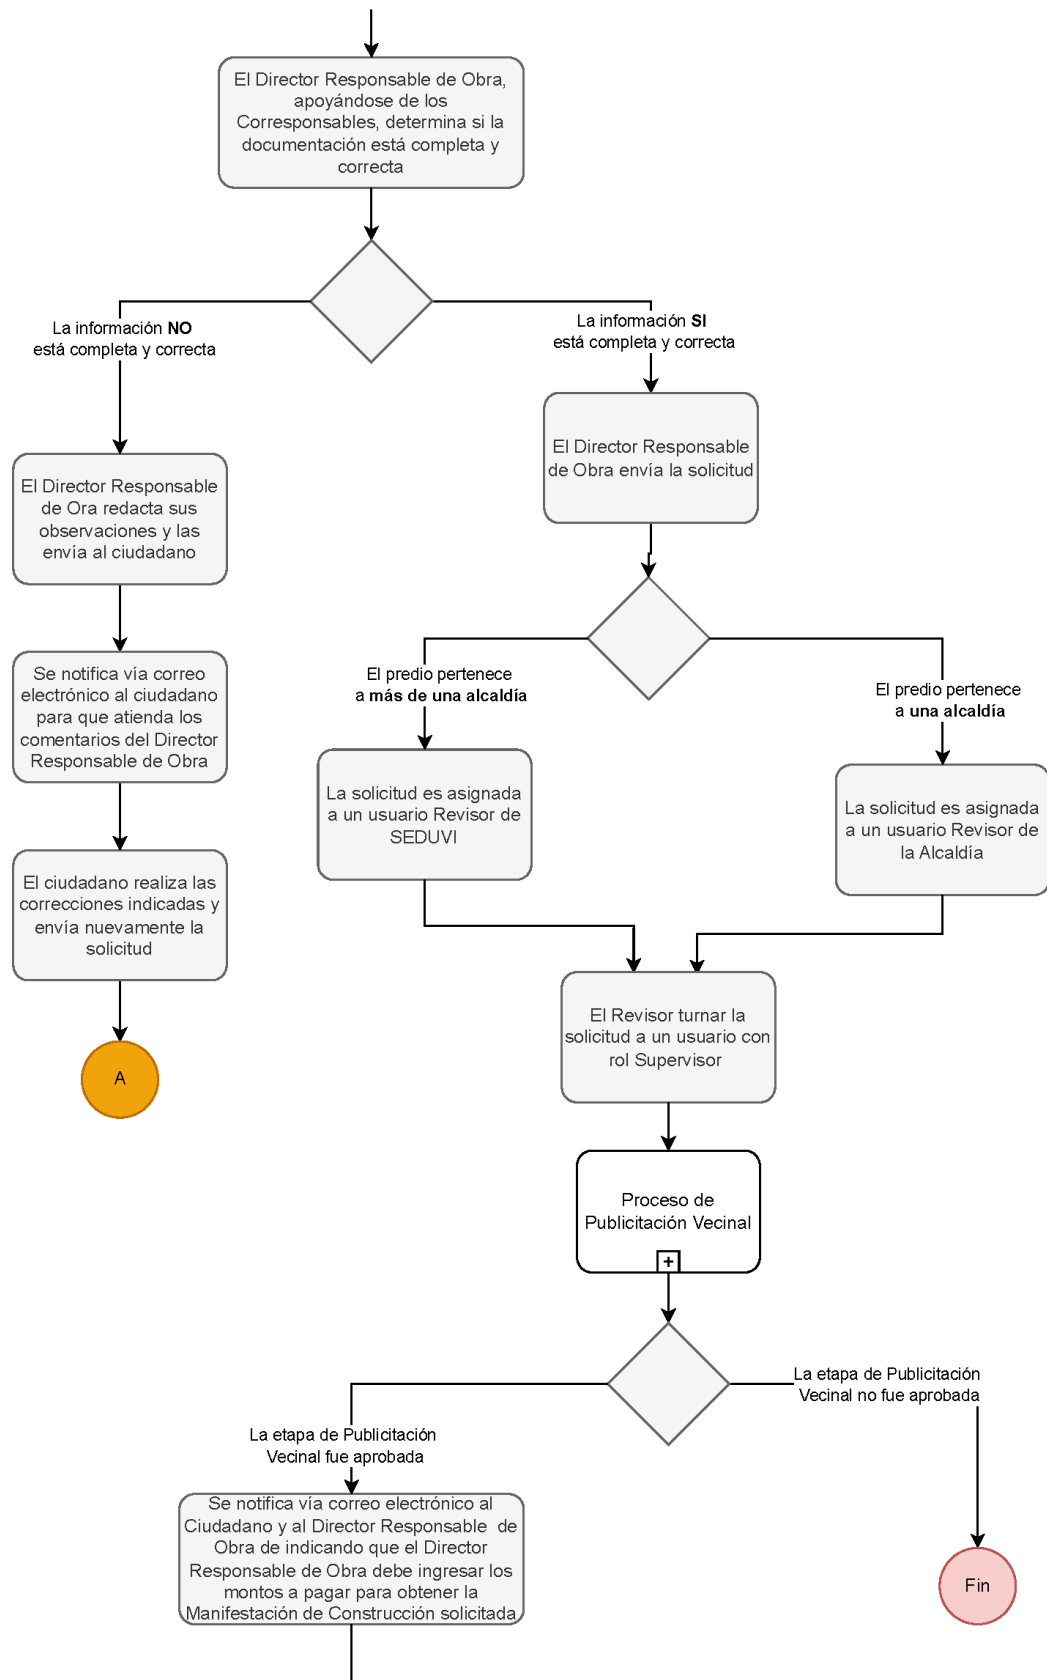 El Director Responsable de Obra,
apoyándose de los
Corresponsables, determina si la
documentación está completa y
correcta
La información NO
está completa y correcta
La información SI
está completa y correcta
El Director Responsable
de Ora redacta sus
observaciones y las
envía al ciudadano
El Director Responsable
de Obra envía la solicitud
Se notifica vía correo
electrónico al ciudadano
para que atienda los
comentarios del Director
Responsable de Obra
El predio pertenece
a más de una alcaldía
El predio pertenece
a una alcaldía
La solicitud es asignada
a un usuario Revisor de
SEDUVI
La solicitud es asignada
a un usuario Revisor de
la Alcaldía
El ciudadano realiza las
correcciones indicadas y
envía nuevamente la
solicitud
A
El Revisor turnar la
solicitud a un usuario con
rol Supervisor
Proceso de
Publicitación Vecinal
+
La etapa de Publicitación
Vecinal no fue aprobada
La etapa de Publicitación
Vecinal fue aprobada
Se notifica vía correo electrónico al
Ciudadano y al Director Responsable de
Obra de indicando que el Director
Responsable de Obra debe ingresar los
montos a pagar para obtener la
Manifestación de Construcción solicitada
Fin